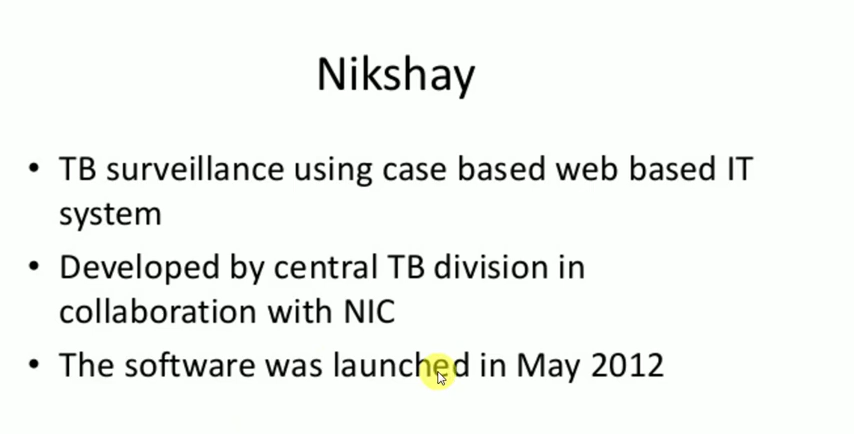 Nikshay
• TB surveillance using case based web based IT
system
• Developed by central TB division in
collaboration with NIC
• The software was launched in May 2012